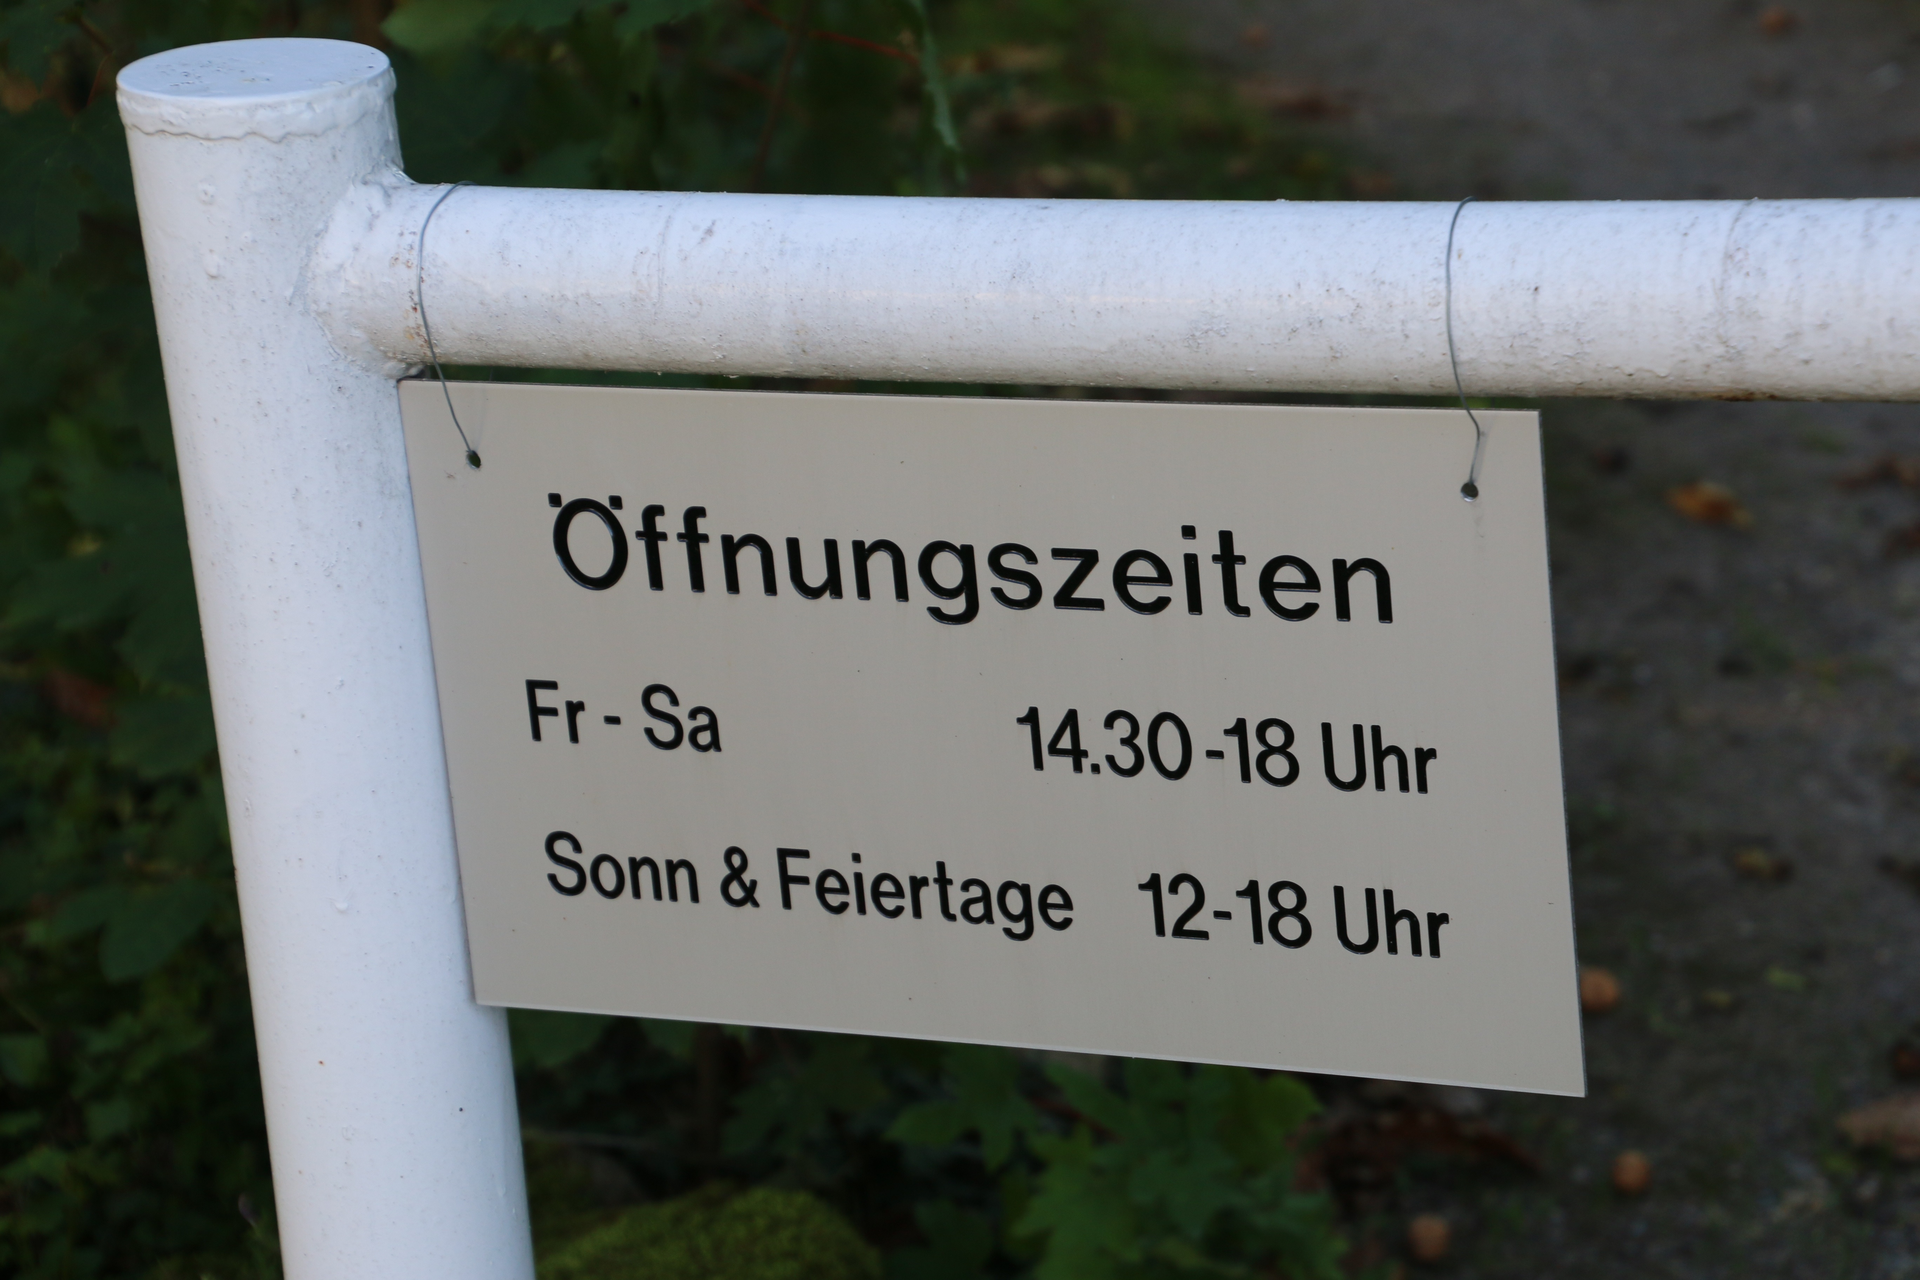 Öffnungszeiten
Fr - Sa 14.30-18 Uhr
Sonn & Feiertage 12-18 Uhr